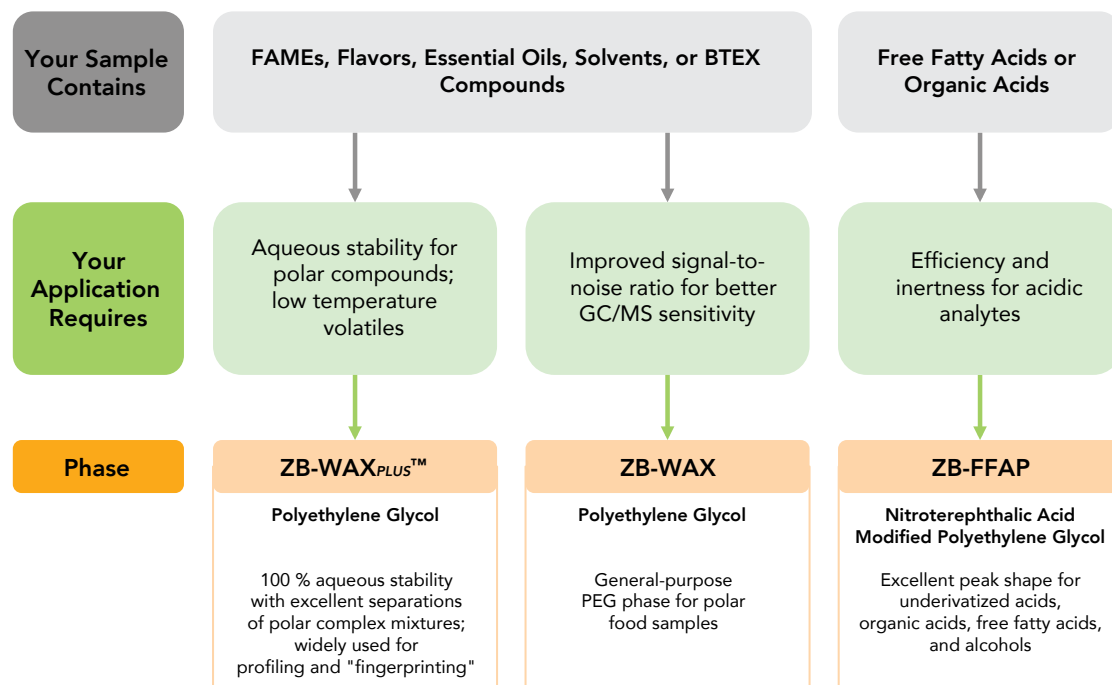 Your Sample
Contains
FAMEs, Flavors, Essential Oils, Solvents, or BTEX
Compounds
Free Fatty Acids or
Organic Acids
Your
Application
Requires
Aqueous stability for
polar compounds;
low temperature
volatiles
Improved signal-to-
noise ratio for better
GC/MS sensitivity
Efficiency and
inertness for acidic
analytes
Phase
ZB-WAXPLUS™
Polyethylene Glycol
100 % aqueous stability
with excellent separations
of polar complex mixtures;
widely used for
profiling and "fingerprinting"
ZB-WAX
Polyethylene Glycol
General-purpose
PEG phase for polar
food samples
ZB-FFAP
Nitroterephthalic Acid
Modified Polyethylene Glycol
Excellent peak shape for
underivatized acids,
organic acids, free fatty acids,
and alcohols